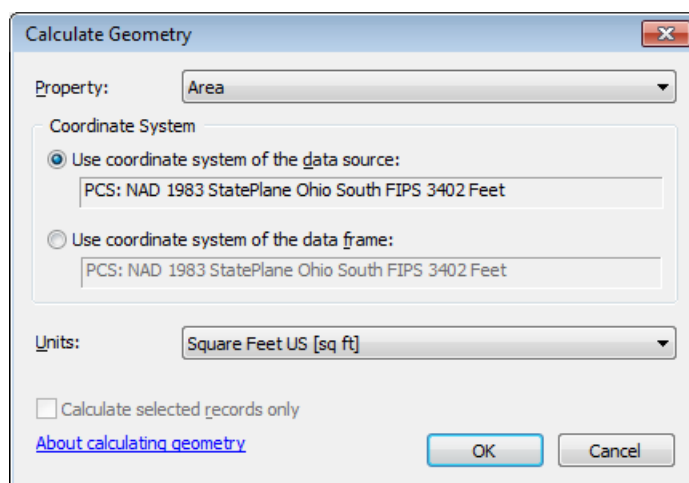 Calculate Geometry
Property: Area
Coordinate System
Use coordinate system of the data source:
PCS: NAD 1983 StatePlane Ohio South FIPS 3402 Feet
Use coordinate system of the data frame:
PCS: NAD 1983 StatePlane Ohio South FIPS 3402 Feet
Units: Square Feet US [sq ft]
Calculate selected records only
About calculating geometry OK Cancel